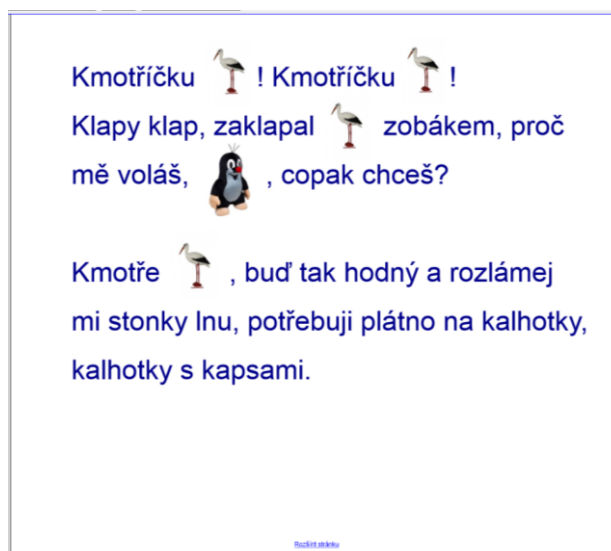 Kmotříčku ! Kmotříčku !
Klapy klap, zaklapal zobákem, proč
mě voláš, , copak chceš?
Kmotře , buď tak hodný a rozlámej
mi stonky lnu, potřebuji plátno na kalhotky,
kalhotky s kapsami.
Rozšířit stránku